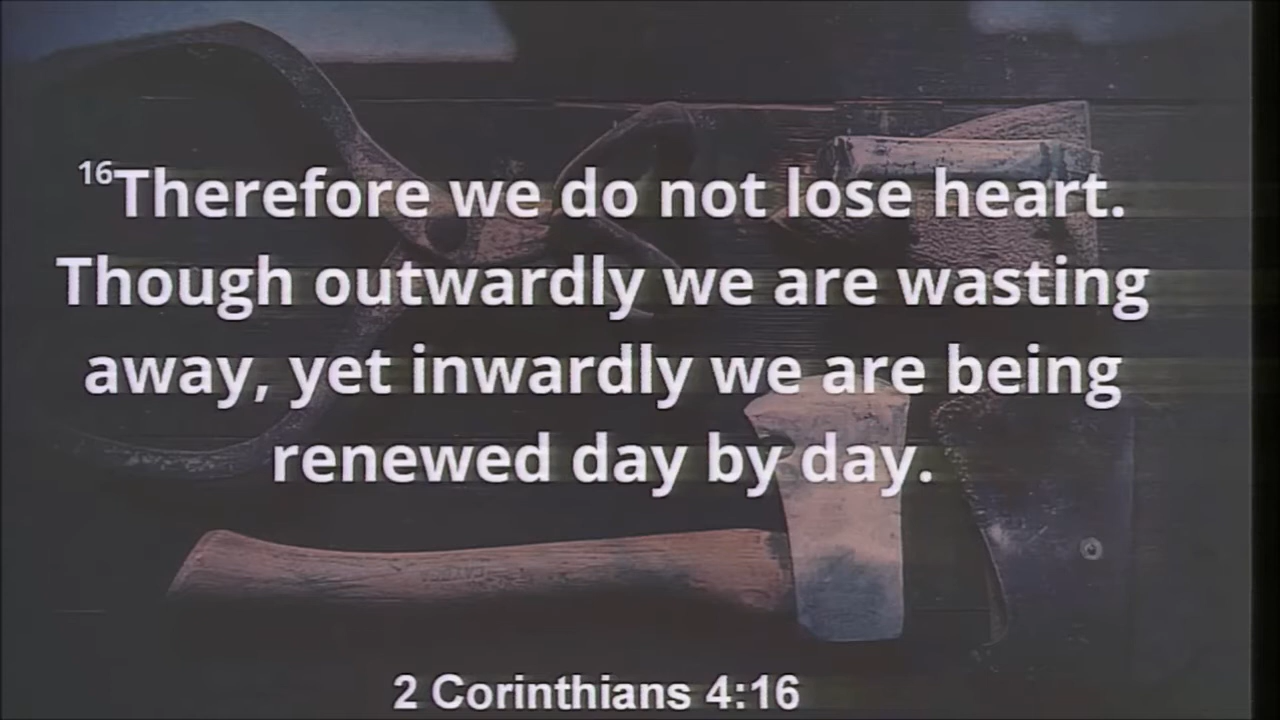 16Therefore we do not lose heart.
Though outwardly we are wasting
away, yet inwardly we are being
renewed day by day.
2 Corinthians 4:16